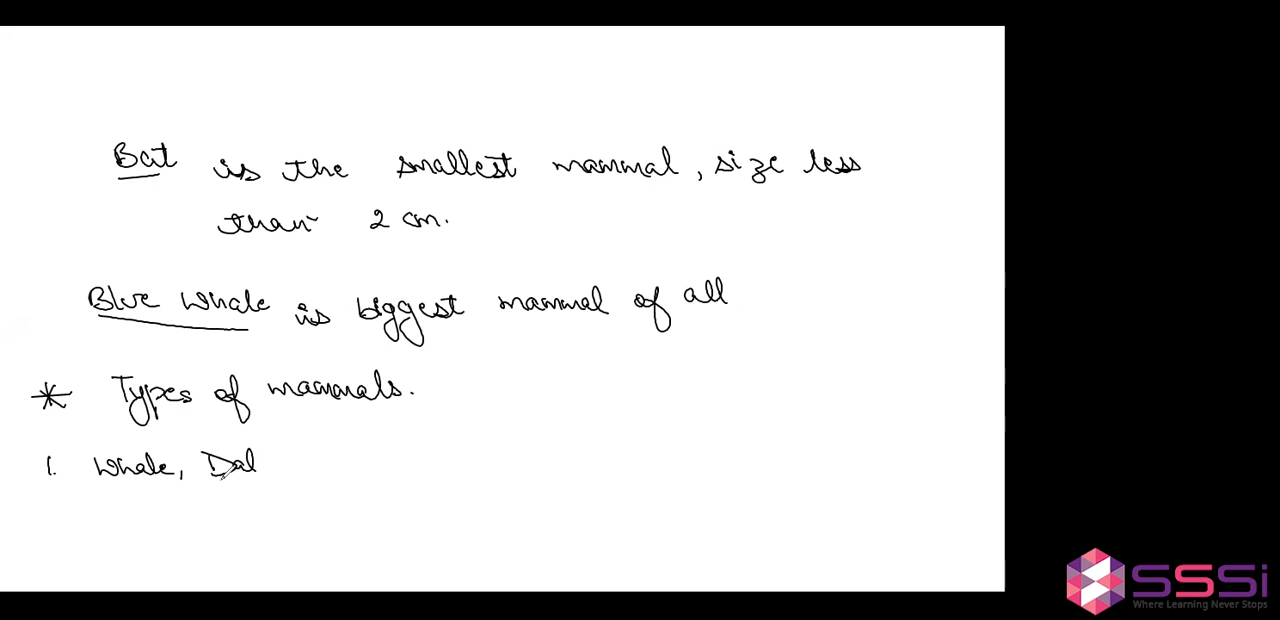 Bat is the smallest mammal, size less
than 2 cm.
Blue whale is biggest mammal of all
* Types of mammals.
1. Whale, Dol
SSSi
Where Learning Never Stops